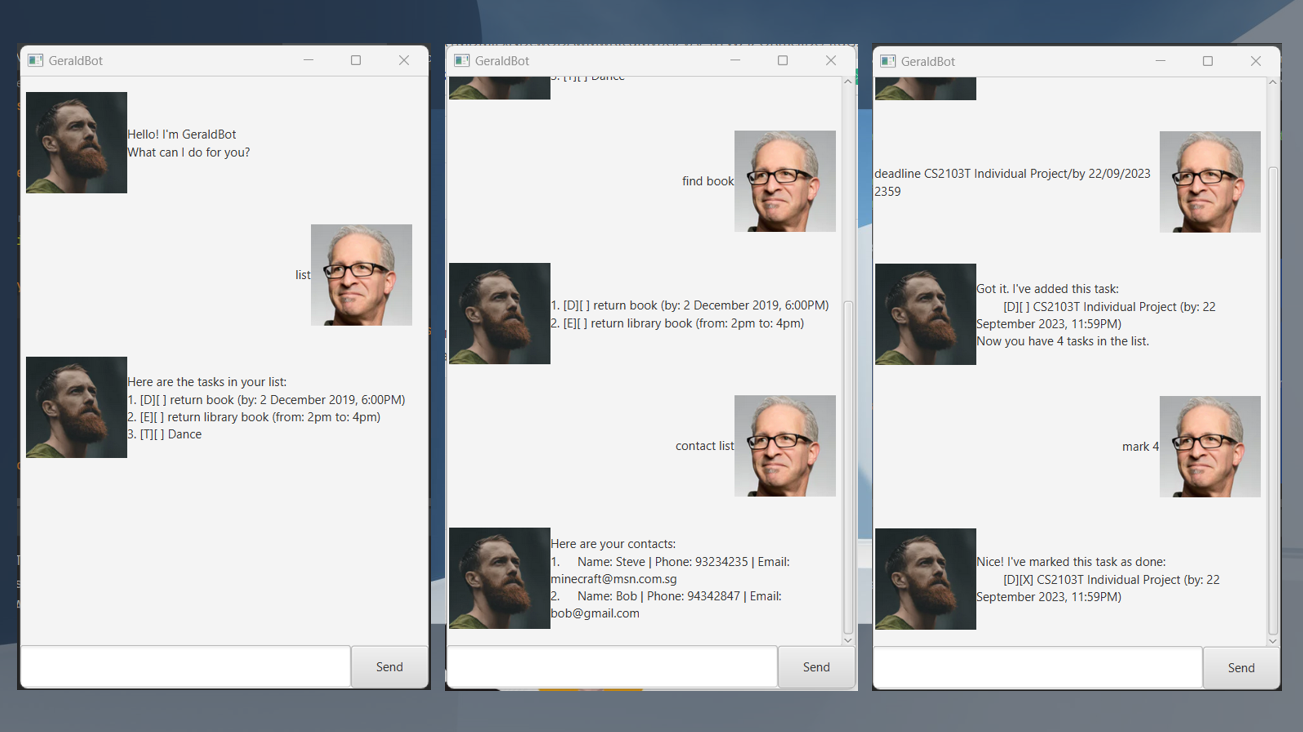 GeraldBot
Hello! I'm GeraldBot
What can I do for you?
list
Here are the tasks in your list:
1. [D][ ] return book (by: 2 December 2019, 6:00PM)
2. [E][ ] return library book (from: 2pm to: 4pm)
3. [T][ ] Dance
Send
GeraldBot
3. [T][ ] Dance
find book
1. [D][ ] return book (by: 2 December 2019, 6:00PM)
2. [E][ ] return library book (from: 2pm to: 4pm)
contact list
Here are your contacts:
1. Name: Steve | Phone: 93234235 | Email:
minecraft@msn.com.sg
2. Name: Bob | Phone: 94342847 | Email:
bob@gmail.com
Send
GeraldBot
deadline CS2103T Individual Project/by 22/09/2023
2359
Got it. I've added this task:
[D][ ] CS2103T Individual Project (by: 22
September 2023, 11:59PM)
Now you have 4 tasks in the list.
mark 4
Nice! I've marked this task as done:
[D][X] CS2103T Individual Project (by: 22
September 2023, 11:59PM)
Send